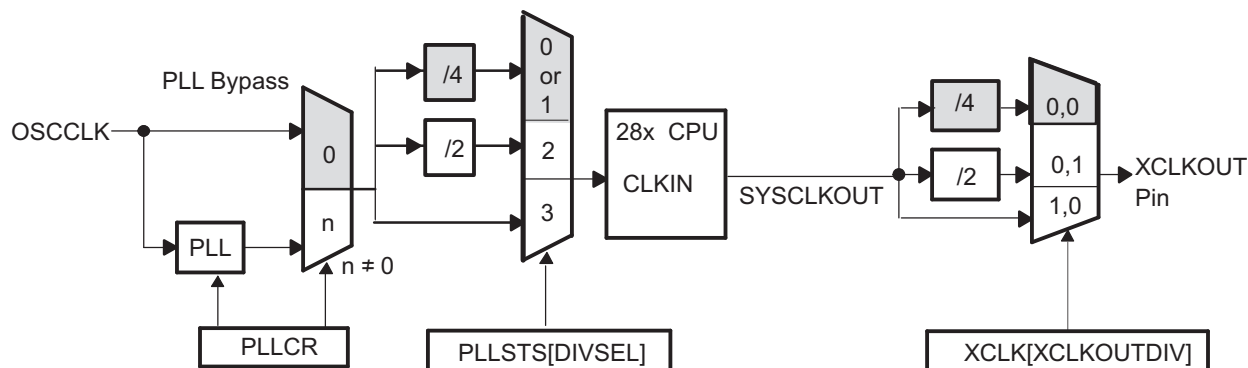 PLL Bypass
OSCCLK
0
n
PLL
n ≠ 0
PLLCR
/4
/2
0
or
1
2
3
PLLSTS[DIVSEL]
28x CPU
CLKIN
SYSCLKOUT
/4
/2
0,0
0,1
1,0
XCLKOUT
Pin
XCLK[XCLKOUTDIV]